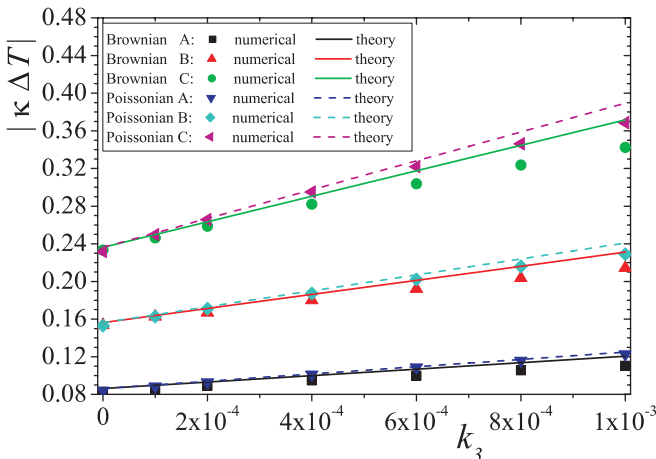 0.48
0.44
0.40
0.36
0.32
0.28
0.24
0.20
0.16
0.12
0.08
|κ ΔT|
Brownian A: numerical theory
Brownian B: numerical theory
Brownian C: numerical theory
Poissonian A: numerical theory
Poissonian B: numerical theory
Poissonian C: numerical theory
0 2x10⁻⁴ 4x10⁻⁴ 6x10⁻⁴ 8x10⁻⁴ 1x10⁻³
k₃